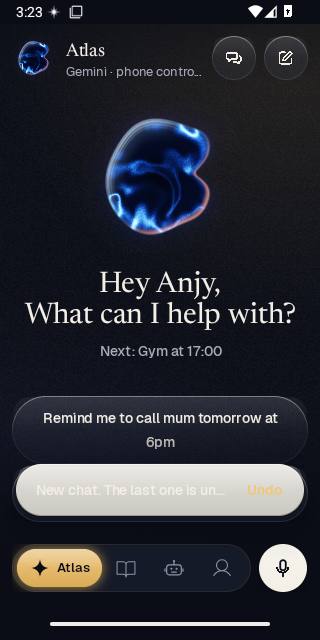 3:23
Atlas
Gemini · phone contro...
Hey Anjy,
What can I help with?
Next: Gym at 17:00
Remind me to call mum tomorrow at
6pm
New chat. The last one is un... Undo
Atlas